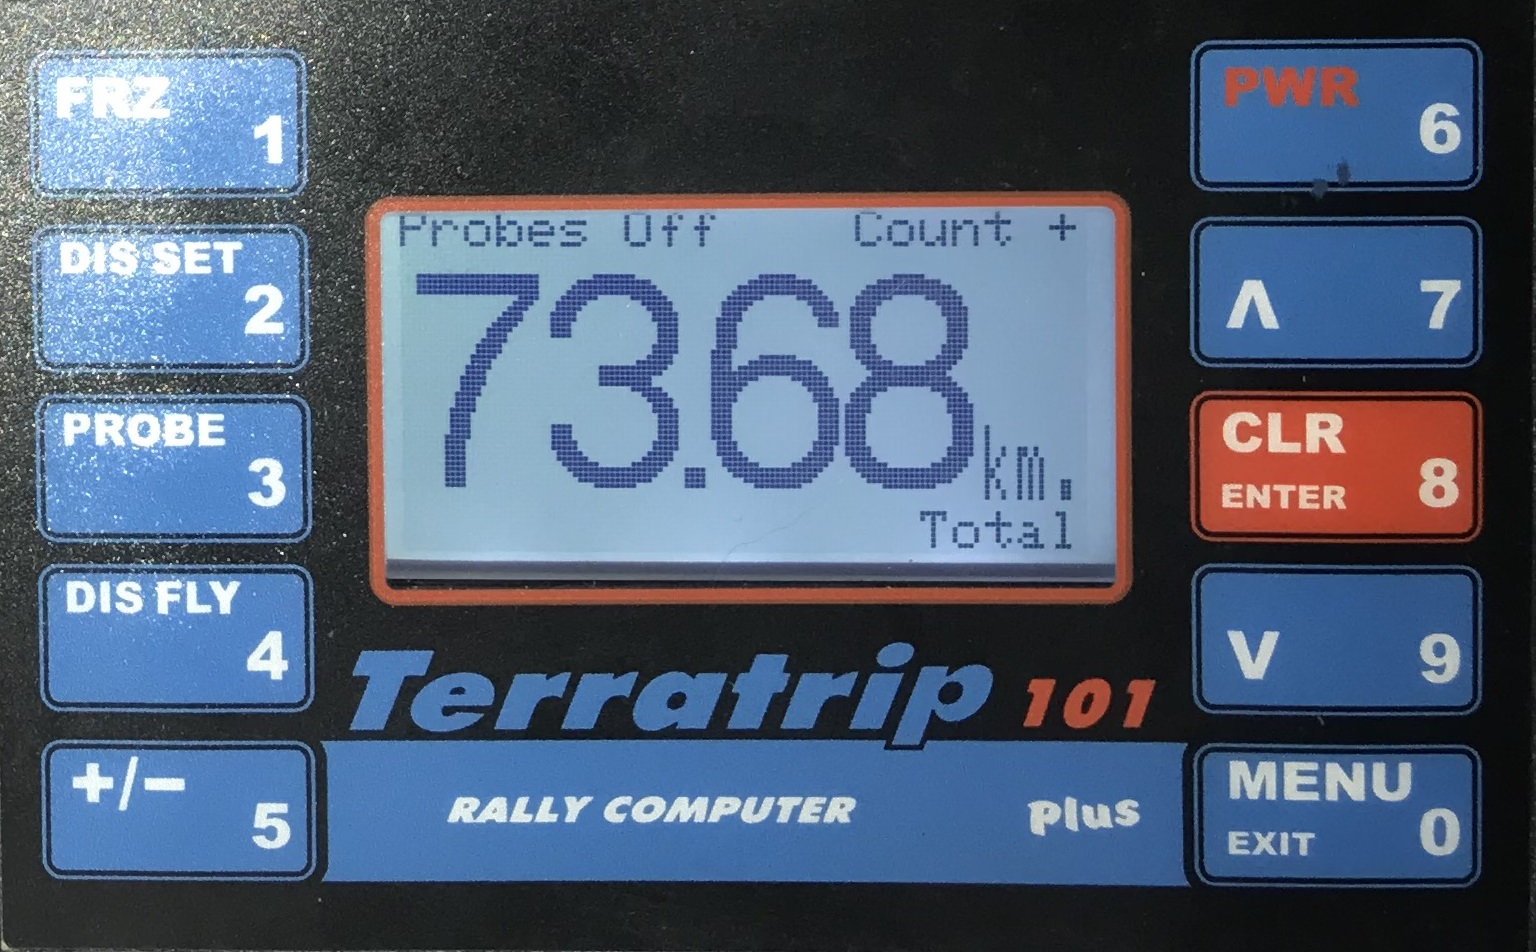 FRZ
1
DIS SET
2
PROBE
3
DIS FLY
4
+/-
5
Probes Off Count +
73.68 km.
Total
Terratrip 101
RALLY COMPUTER plus
PWR
6
Λ 7
CLR
ENTER 8
V 9
MENU
EXIT 0